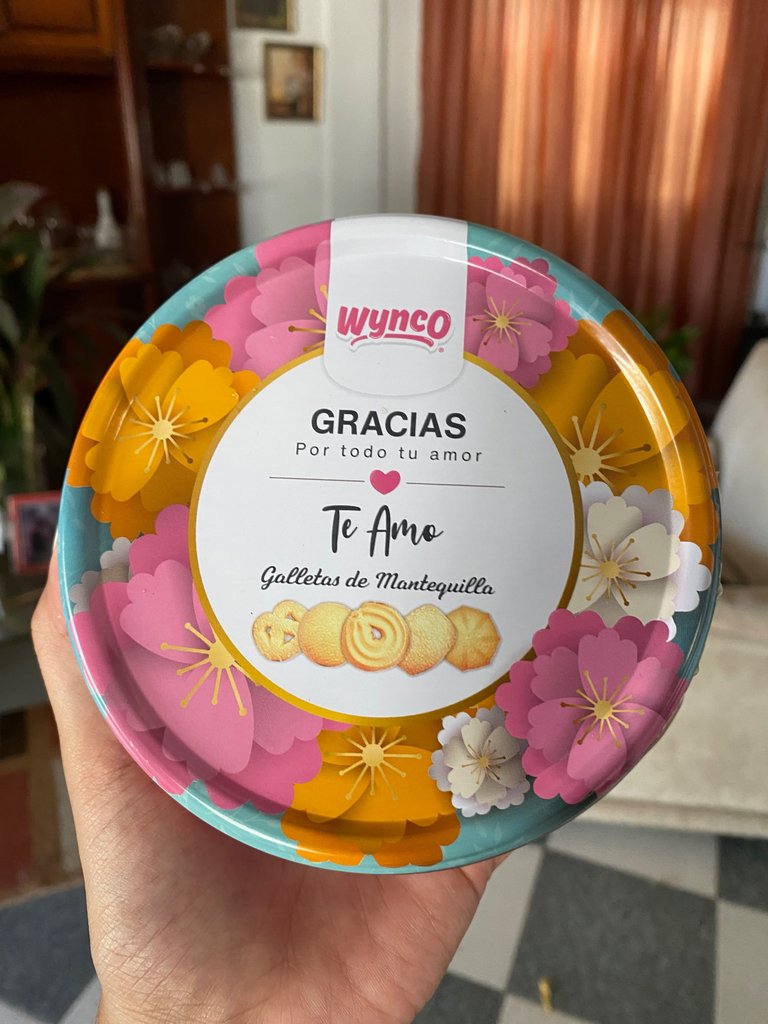 Wynco
GRACIAS
Por todo tu amor
Te Amo
Galletas de Mantequilla